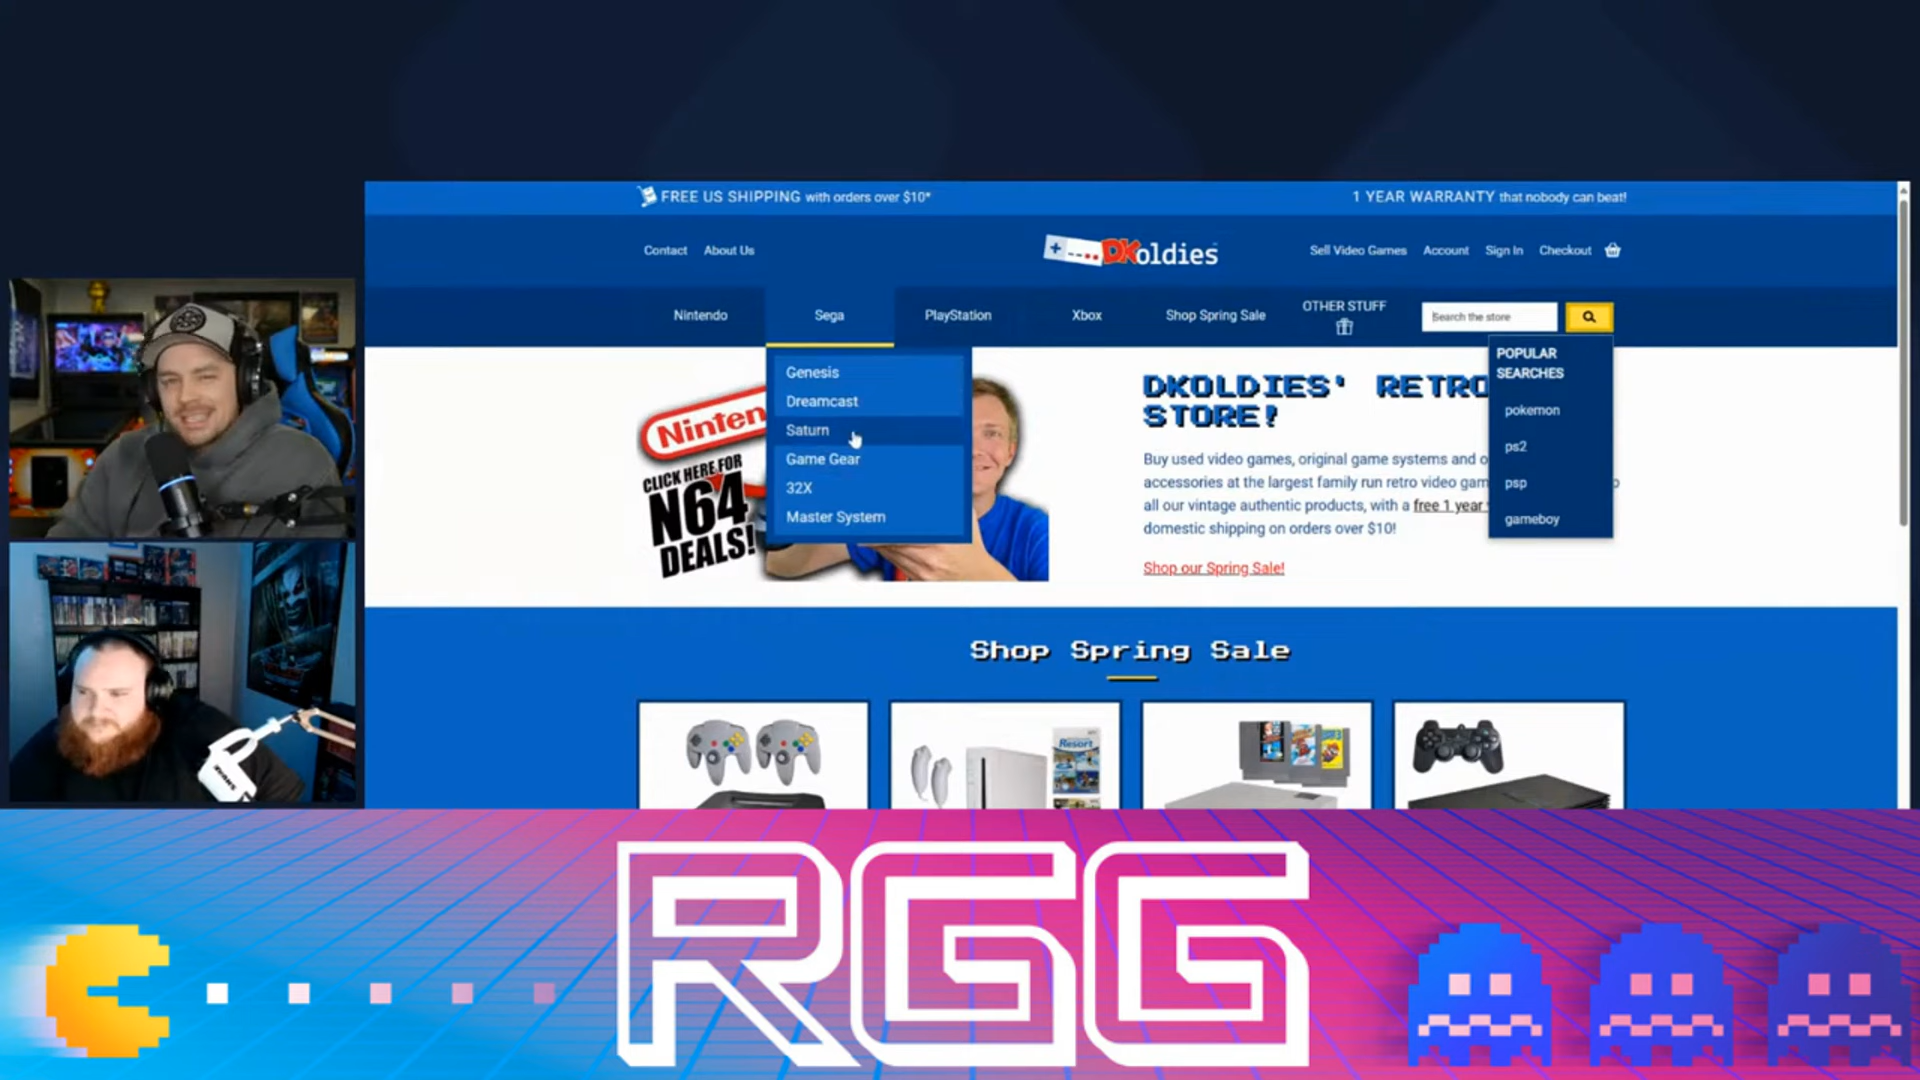 FREE US SHIPPING with orders over $10*
1 YEAR WARRANTY that nobody can beat!
Contact
About Us
DKoldies
Sell Video Games
Account
Sign In
Checkout
Nintendo
Sega
PlayStation
Xbox
Shop Spring Sale
OTHER STUFF
Search the store
Genesis
Dreamcast
Saturn
Game Gear
32X
Master System
POPULAR
SEARCHES
pokemon
ps2
psp
gameboy
Ninten
CLICK HERE FOR
N64
DEALS!
DKOLDIES' RETRO
STORE!
Buy used video games, original game systems and o
accessories at the largest family run retro video gam
all our vintage authentic products, with a free 1 year
domestic shipping on orders over $10!
Shop our Spring Sale!
Shop Spring Sale
Resort
RGG